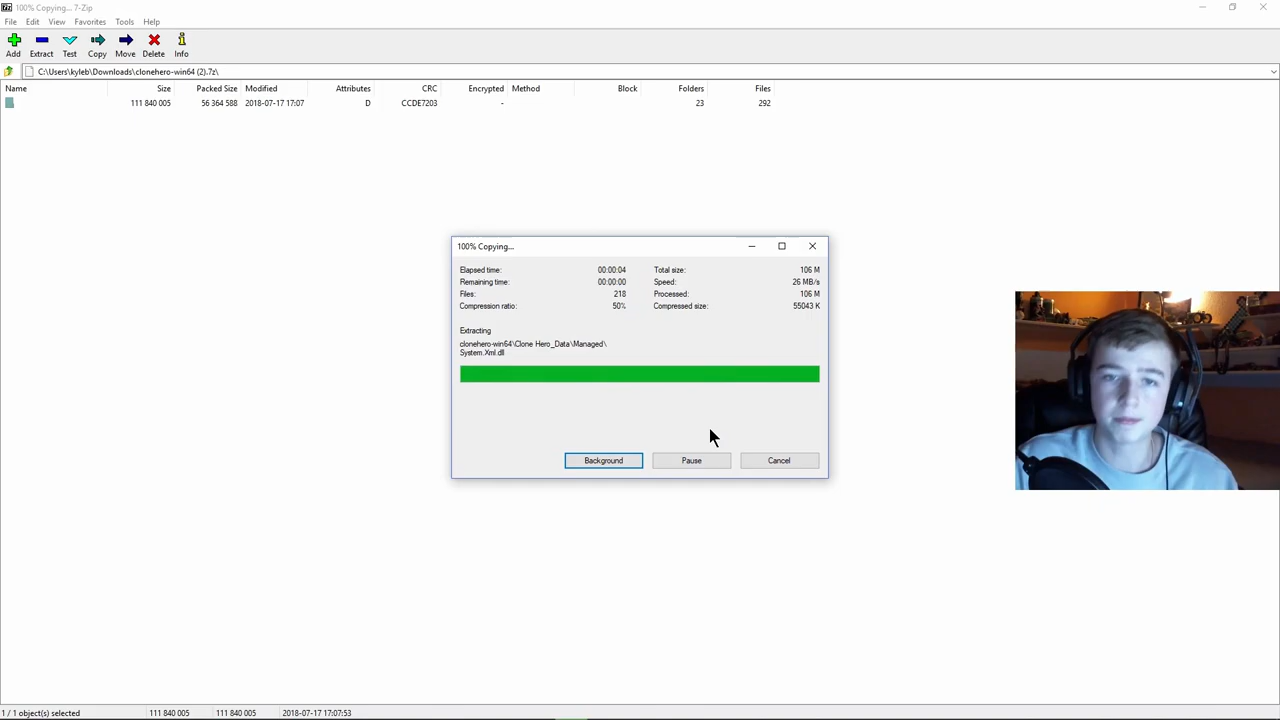 100% Copying... 7-Zip
File Edit View Favorites Tools Help
Add Extract Test Copy Move Delete Info
C:\Users\kyleb\Downloads\clonehero-win64 (2).7z\
Name Size Packed Size Modified Attributes CRC Encrypted Method Block Folders Files
111 840 005 56 364 588 2018-07-17 17:07 D CCDE7203 - 23 292
100% Copying...
Elapsed time: 00:00:04 Total size: 106 M
Remaining time: 00:00:00 Speed: 26 MB/s
Files: 218 Processed: 106 M
Compression ratio: 50% Compressed size: 55043 K
Extracting
clonehero-win64\Clone Hero_Data\Managed\
System.Xml.dll
Background Pause Cancel
1 / 1 object(s) selected 111 840 005 111 840 005 2018-07-17 17:07:53